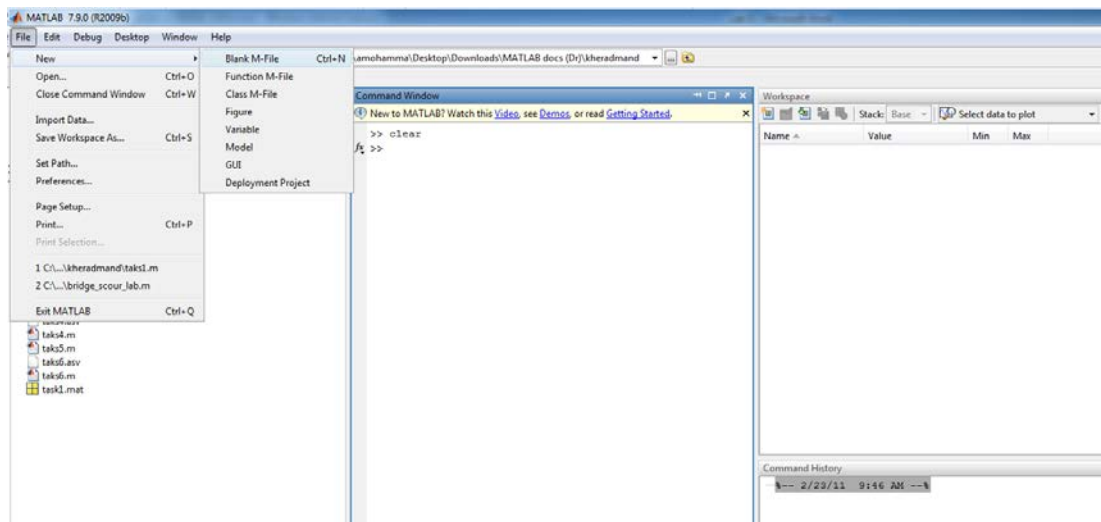 MATLAB 7.9.0 (R2009b)
File Edit Debug Desktop Window Help
New
Open... Ctrl+O
Close Command Window Ctrl+W
Import Data...
Save Workspace As... Ctrl+S
Set Path...
Preferences...
Page Setup...
Print... Ctrl+P
Print Selection...
1 C:\...\kheradmand\taks1.m
2 C:\...\bridge_scour_lab.m
Exit MATLAB Ctrl+Q
Blank M-File Ctrl+N
Function M-File
Class M-File
Figure
Variable
Model
GUI
Deployment Project
amohamma\Desktop\Downloads\MATLAB docs (Dr)\kheradmand
taks4.m
taks5.m
taks6.asv
taks6.m
task1.mat
Command Window
New to MATLAB? Watch this Video, see Demos, or read Getting Started.
>> clear
fx >>
Workspace
Stack: Base Select data to plot
Name Value Min Max
Command History
%-- 2/23/11 9:46 AM --%